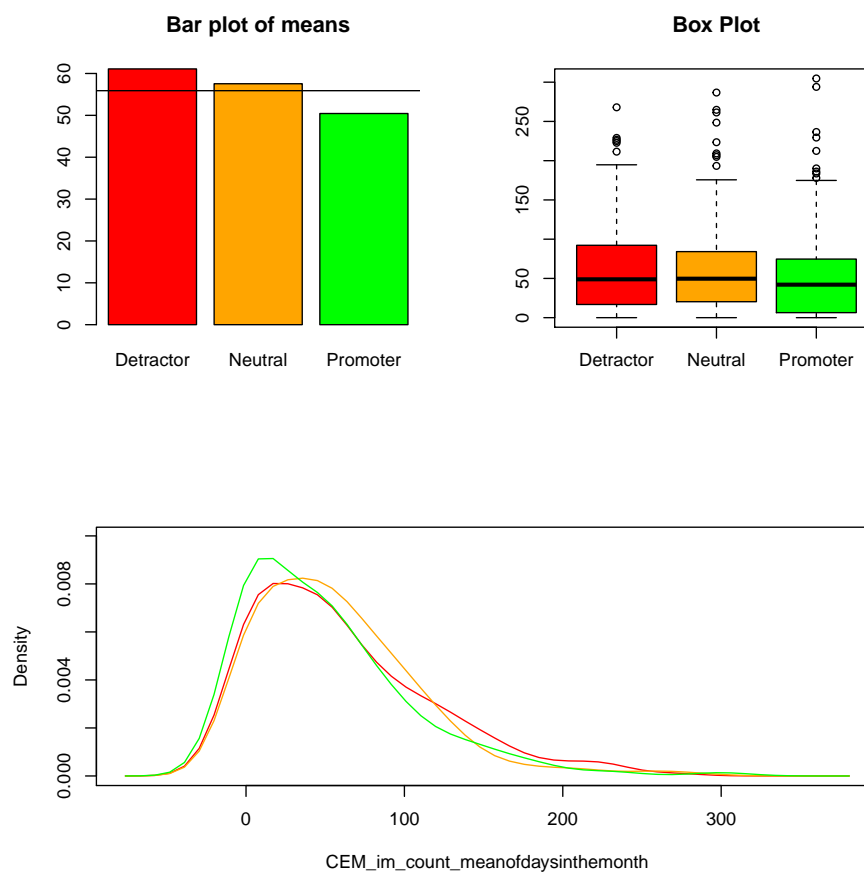 Bar plot of means
60
50
40
30
20
10
0
Detractor Neutral Promoter
Box Plot
250
150
50
0
Detractor Neutral Promoter
Density
0.008
0.004
0.000
0 100 200 300
CEM_im_count_meanofdaysinthemonth